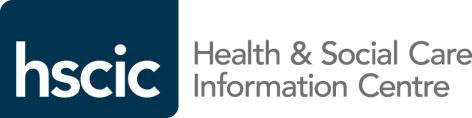 hscic
Health & Social Care
Information Centre